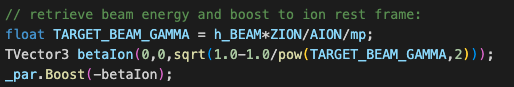 // retrieve beam energy and boost to ion rest frame:
float TARGET_BEAM_GAMMA = h_BEAM*ZION/AION/mp;
TVector3 betaIon(0,0,sqrt(1.0-1.0/pow(TARGET_BEAM_GAMMA,2)));
_par.Boost(-betaIon);